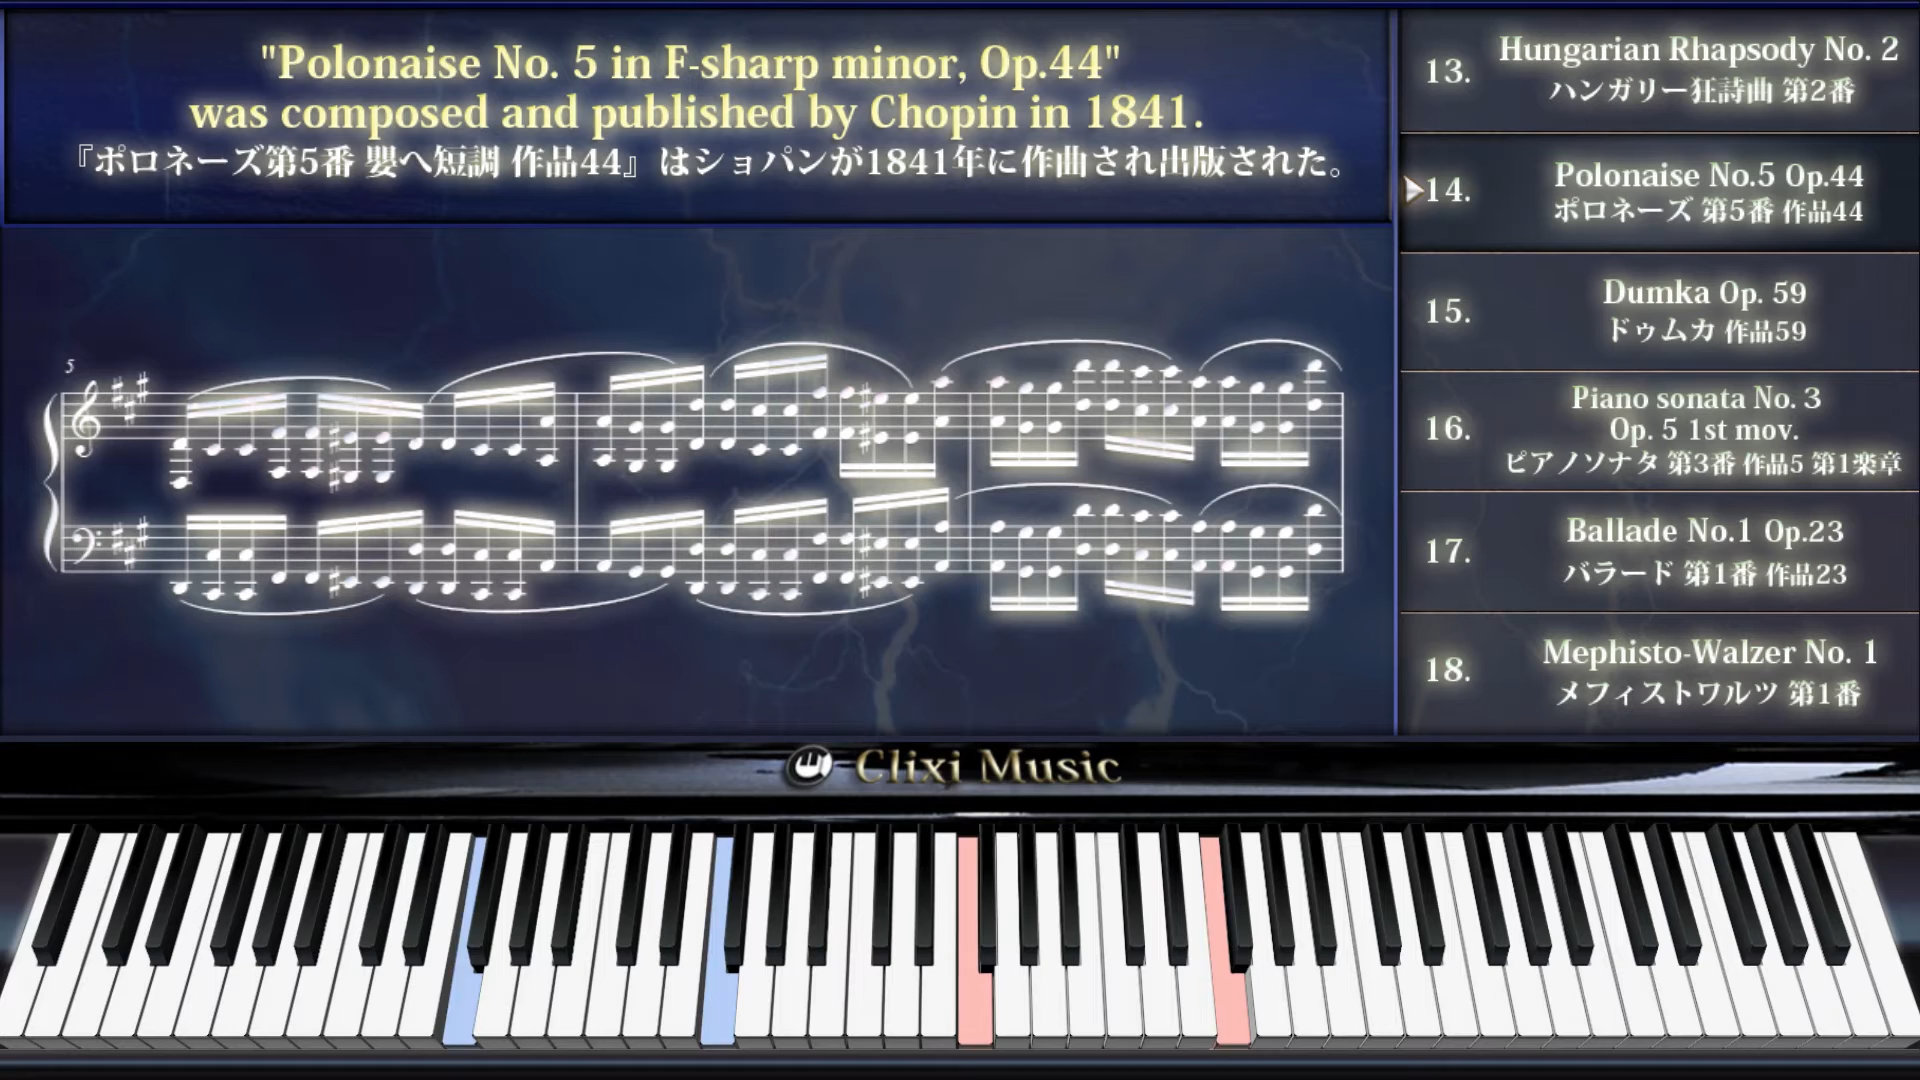 "Polonaise No. 5 in F-sharp minor, Op.44"
was composed and published by Chopin in 1841.
『ポロネーズ第5番 嬰ヘ短調 作品44』はショパンが1841年に作曲され出版された。
5
13. Hungarian Rhapsody No. 2
ハンガリー狂詩曲 第2番
14. Polonaise No.5 Op.44
ポロネーズ 第5番 作品44
15. Dumka Op. 59
ドゥムカ 作品59
16. Piano sonata No. 3
Op. 5 1st mov.
ピアノソナタ 第3番 作品5 第1楽章
17. Ballade No.1 Op.23
バラード 第1番 作品23
18. Mephisto-Walzer No. 1
メフィストワルツ 第1番
Clixi Music